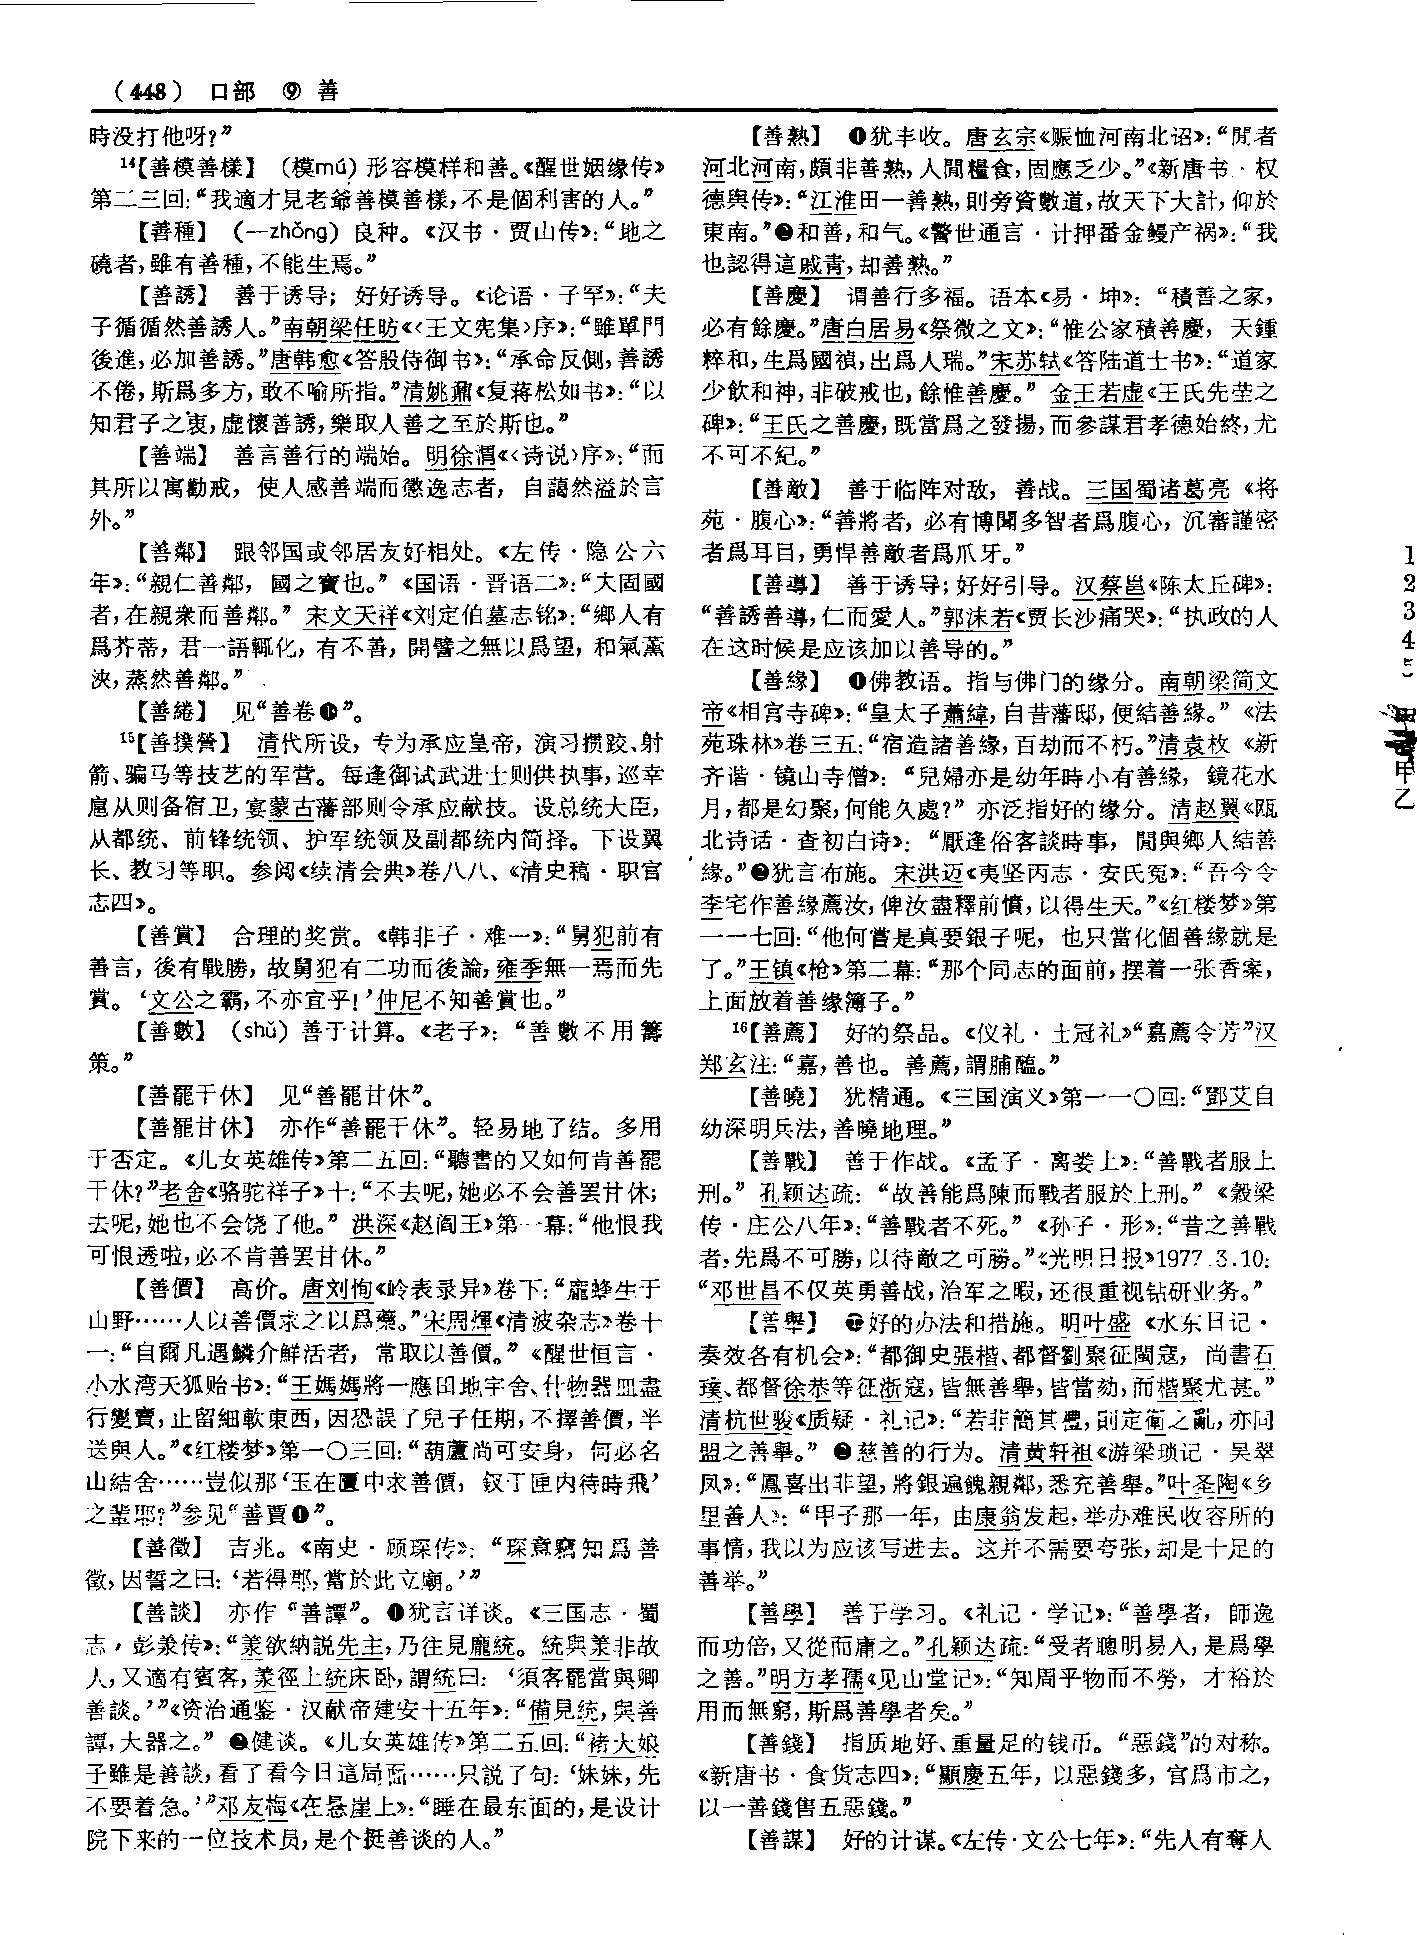 （448） 口部 ⑨ 善
時没打他呀？”
14【善模善樣】 （模mú）形容模样和善。《醒世姻缘传》
第二三回：“我適才見老爺善模善樣，不是個利害的人。”
【善種】 （—zhǒng）良种。《汉书·贾山传》：“地之
磽者，雖有善種，不能生焉。”
【善誘】 善于诱导；好好诱导。《论语·子罕》：“夫
子循循然善誘人。”南朝梁任昉《〈王文宪集〉序》：“雖單門
後進，必加善誘。”唐韩愈《答殷侍御书》：“承命反側，善誘
不倦，斯爲多方，敢不喻所指。”清姚鼐《复蒋松如书》：“以
知君子之衷，虚懷善誘，樂取人善之至於斯也。”
【善端】 善言善行的端始。明徐渭《〈诗说〉序》：“而
其所以寓勸戒，使人感善端而懲逸志者，自藹然溢於言
外。”
【善鄰】 跟邻国或邻居友好相处。《左传·隐公六
年》：“親仁善鄰，國之寶也。”《国语·晋语二》：“夫固國
者，在親衆而善鄰。”宋文天祥《刘定伯墓志铭》：“鄉人有
爲芥蒂，君一語輒化，有不善，開譬之無以爲望，和氣薰
浹，蒸然善鄰。”
【善綣】 见“善卷❶”。
15【善撲營】 清代所设，专为承应皇帝，演习掼跤、射
箭、骗马等技艺的军营。每逢御试武进士则供执事，巡幸
扈从则备宿卫，宴蒙古藩部则令承应献技。设总统大臣，
从都统、前锋统领、护军统领及副都统内简择。下设翼
长、教习等职。参阅《续清会典》卷八八、《清史稿·职官
志四》。
【善賞】 合理的奖赏。《韩非子·难一》：“舅犯前有
善言，後有戰勝，故舅犯有二功而後論，雍季無一焉而先
賞。‘文公之霸，不亦宜乎！’仲尼不知善賞也。”
【善數】 （shǔ）善于计算。《老子》：“善數不用籌
策。”
【善罷干休】 见“善罷甘休”。
【善罷甘休】 亦作“善罷干休”。轻易地了结。多用
于否定。《儿女英雄传》第二五回：“聽書的又如何肯善罷
干休？”老舍《骆驼祥子》十：“不去呢，她必不会善罢甘休；
去呢，她也不会饶了他。”洪深《赵阎王》第一幕：“他恨我
可恨透啦，必不肯善罢甘休。”
【善價】 高价。唐刘恂《岭表录异》卷下：“龐蜂生于
山野……人以善價求之以爲藥。”宋周煇《清波杂志》卷十
一：“自爾凡遇鱗介鮮活者，常取以善價。”《醒世恒言·
小水湾天狐贻书》：“王媽媽將一應田地宇舍、什物器皿盡
行變賣，止留細軟東西，因恐誤了兒子任期，不擇善價，半
送與人。”《红楼梦》第一〇三回：“葫蘆尚可安身，何必名
山結舍……豈似那‘玉在匵中求善價，釵于匣内待時飛’
之輩耶？”参见“善賈❶”。
【善徵】 吉兆。《南史·顾琛传》：“琛意竊知爲善
徵，因誓之曰：‘若得郡，當於此立廟。’”
【善談】 亦作“善譚”。❶犹言详谈。《三国志·蜀
志·彭羕传》：“羕欲納説先主，乃往見龐統。統與羕非故
人，又適有賓客，羕徑上統床卧，謂統曰：‘須客罷當與卿
善談。’”《资治通鉴·汉献帝建安十五年》：“備見統，與善
譚，大器之。”❷健谈。《儿女英雄传》第二五回：“褚大娘
子雖是善談，看了看今日這局面……只説了句：‘妹妹，先
不要着急。’”邓友梅《在悬崖上》：“睡在最东面的，是设计
院下来的一位技术员，是个挺善谈的人。”
【善熟】 ❶犹丰收。唐玄宗《赈恤河南北诏》：“閒者
河北河南，頗非善熟，人間糧食，固應乏少。”《新唐书·权
德舆传》：“江淮田一善熟，則旁資數道，故天下大計，仰於
東南。”❷和善，和气。《警世通言·计押番金鳗产祸》：“我
也認得這戚青，却善熟。”
【善慶】 谓善行多福。语本《易·坤》：“積善之家，
必有餘慶。”唐白居易《祭微之文》：“惟公家積善慶，天鍾
粹和，生爲國禎，出爲人瑞。”宋苏轼《答陆道士书》：“道家
少飲和神，非破戒也，餘惟善慶。”金王若虚《王氏先茔之
碑》：“王氏之善慶，既當爲之發揚，而參謀君孝德始終，尤
不可不紀。”
【善敵】 善于临阵对敌，善战。三国蜀诸葛亮《将
苑·腹心》：“善將者，必有博聞多智者爲腹心，沉審謹密
者爲耳目，勇悍善敵者爲爪牙。”
【善導】 善于诱导；好好引导。汉蔡邕《陈太丘碑》：
“善誘善導，仁而愛人。”郭沫若《贾长沙痛哭》：“执政的人
在这时候是应该加以善导的。”
【善緣】 ❶佛教语。指与佛门的缘分。南朝梁简文
帝《相宫寺碑》：“皇太子蕭緯，自昔藩邸，便結善緣。”《法
苑珠林》卷三五：“宿造諸善緣，百劫而不朽。”清袁枚《新
齐谐·镜山寺僧》：“兒婦亦是幼年時小有善緣，鏡花水
月，都是幻聚，何能久處？”亦泛指好的缘分。清赵翼《瓯
北诗话·查初白诗》：“厭逢俗客談時事，閒與鄉人結善
緣。”❷犹言布施。宋洪迈《夷坚丙志·安氏冤》：“吾今令
李宅作善緣薦汝，俾汝盡釋前憤，以得生天。”《红楼梦》第
一一七回：“他何嘗是真要銀子呢，也只當化個善緣就是
了。”王镇《枪》第二幕：“那个同志的面前，摆着一张香案，
上面放着善缘簿子。”
16【善薦】 好的祭品。《仪礼·士冠礼》“嘉薦令芳”汉
郑玄注：“嘉，善也。善薦，謂脯醢。”
【善曉】 犹精通。《三国演义》第一一〇回：“鄧艾自
幼深明兵法，善曉地理。”
【善戰】 善于作战。《孟子·离娄上》：“善戰者服上
刑。”孔颖达疏：“故善能爲陳而戰者服於上刑。”《穀梁
传·庄公八年》：“善戰者不死。”《孙子·形》：“昔之善戰
者，先爲不可勝，以待敵之可勝。”《光明日报》1977.3.10：
“邓世昌不仅英勇善战，治军之暇，还很重视钻研业务。”
【善舉】 ❶好的办法和措施。明叶盛《水东日记·
奏效各有机会》：“都御史張楷、都督劉聚征閩寇，尚書石
璞、都督徐恭等征浙寇，皆無善舉，皆當劾，而楷聚尤甚。”
清杭世骏《质疑·礼记》：“若非簡其禮，則定衛之亂，亦同
盟之善舉。”❷慈善的行为。清黄轩祖《游梁琐记·吴翠
凤》：“鳳喜出非望，將銀遍餽親鄰，悉充善舉。”叶圣陶《乡
里善人》：“甲子那一年，由康翁发起，举办难民收容所的
事情，我以为应该写进去。这并不需要夸张，却是十足的
善举。”
【善學】 善于学习。《礼记·学记》：“善學者，師逸
而功倍，又從而庸之。”孔颖达疏：“受者聰明易入，是爲學
之善。”明方孝孺《见山堂记》：“知周乎物而不勞，才裕於
用而無窮，斯爲善學者矣。”
【善錢】 指质地好、重量足的钱币。“惡錢”的对称。
《新唐书·食货志四》：“顯慶五年，以惡錢多，官爲市之，
以一善錢售五惡錢。”
【善謀】 好的计谋。《左传·文公七年》：“先人有奪人
1
2
3
4
5
甲
乙